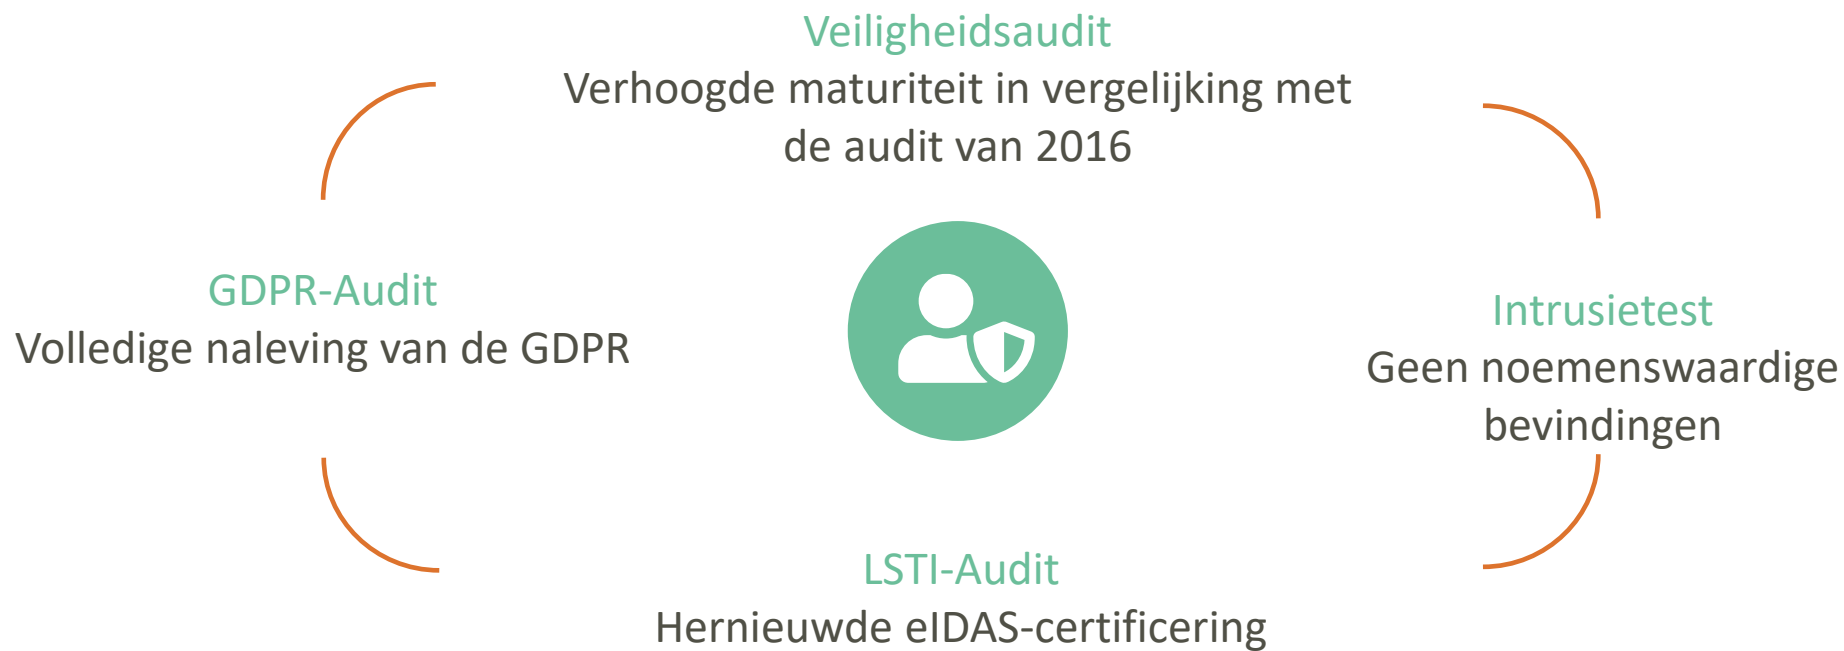 Veiligheidsaudit
Verhoogde maturiteit in vergelijking met
de audit van 2016
GDPR-Audit
Volledige naleving van de GDPR
Intrusietest
Geen noemenswaardige
bevindingen
LSTI-Audit
Hernieuwde eIDAS-certificering